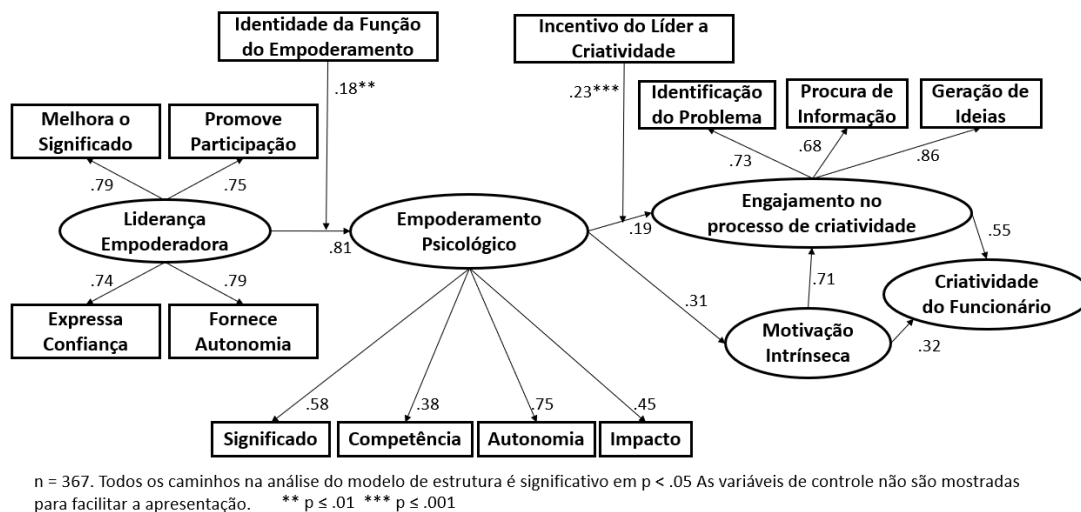 Identidade da Função
do Empoderamento
Incentivo do Líder a
Criatividade
.18**
.23***
Melhora o
Significado
Promove
Participação
Identificação
do Problema
Procura de
Informação
Geração de
Ideias
.79
.75
.73
.68
.86
Liderança
Empoderadora
.81
Empoderamento
Psicológico
.19
Engajamento no
processo de criatividade
.55
.74
.79
.31
.71
Criatividade
do Funcionário
Expressa
Confiança
Fornece
Autonomia
Motivação
Intrínseca
.32
.58
.38
.75
.45
Significado
Competência
Autonomia
Impacto
n = 367. Todos os caminhos na análise do modelo de estrutura é significativo em p < .05 As variáveis de controle não são mostradas
para facilitar a apresentação. ** p ≤ .01 *** p ≤ .001